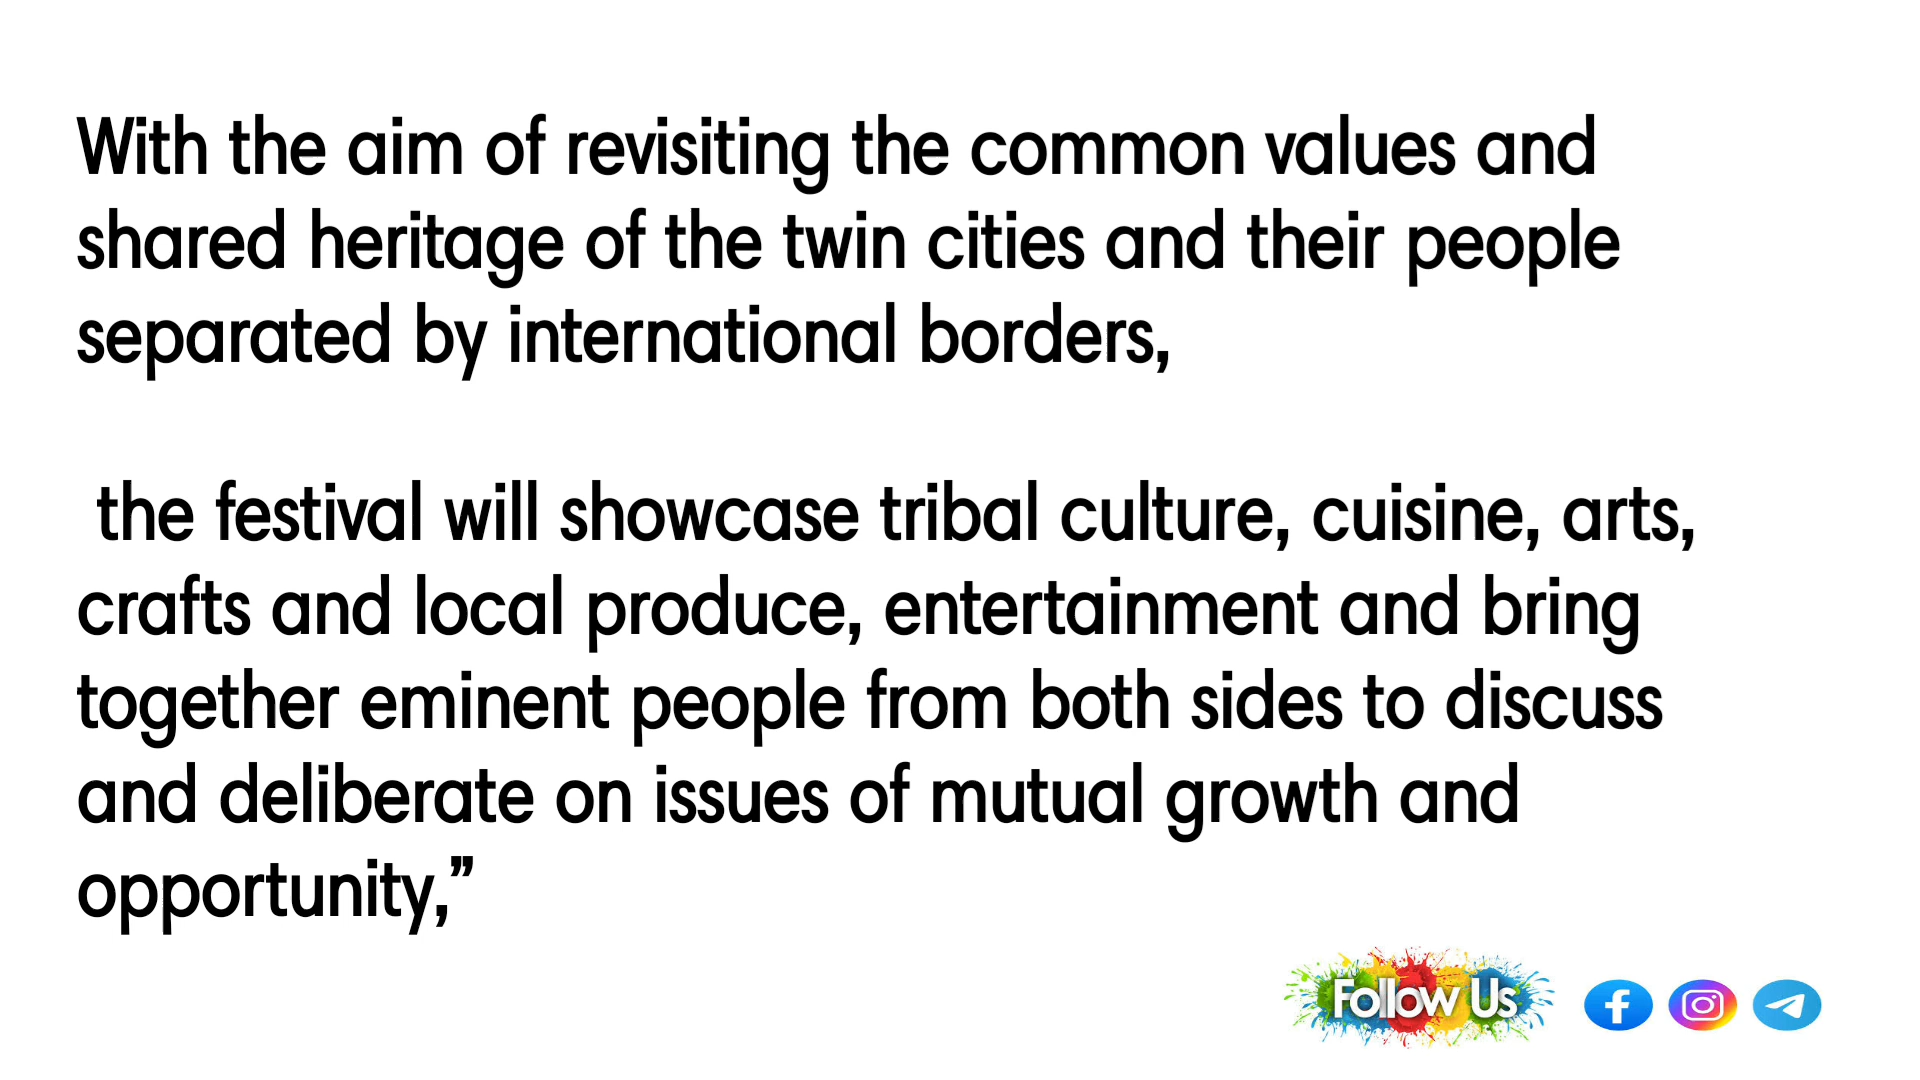 With the aim of revisiting the common values and
shared heritage of the twin cities and their people
separated by international borders,
the festival will showcase tribal culture, cuisine, arts,
crafts and local produce, entertainment and bring
together eminent people from both sides to discuss
and deliberate on issues of mutual growth and
opportunity,”
Follow Us